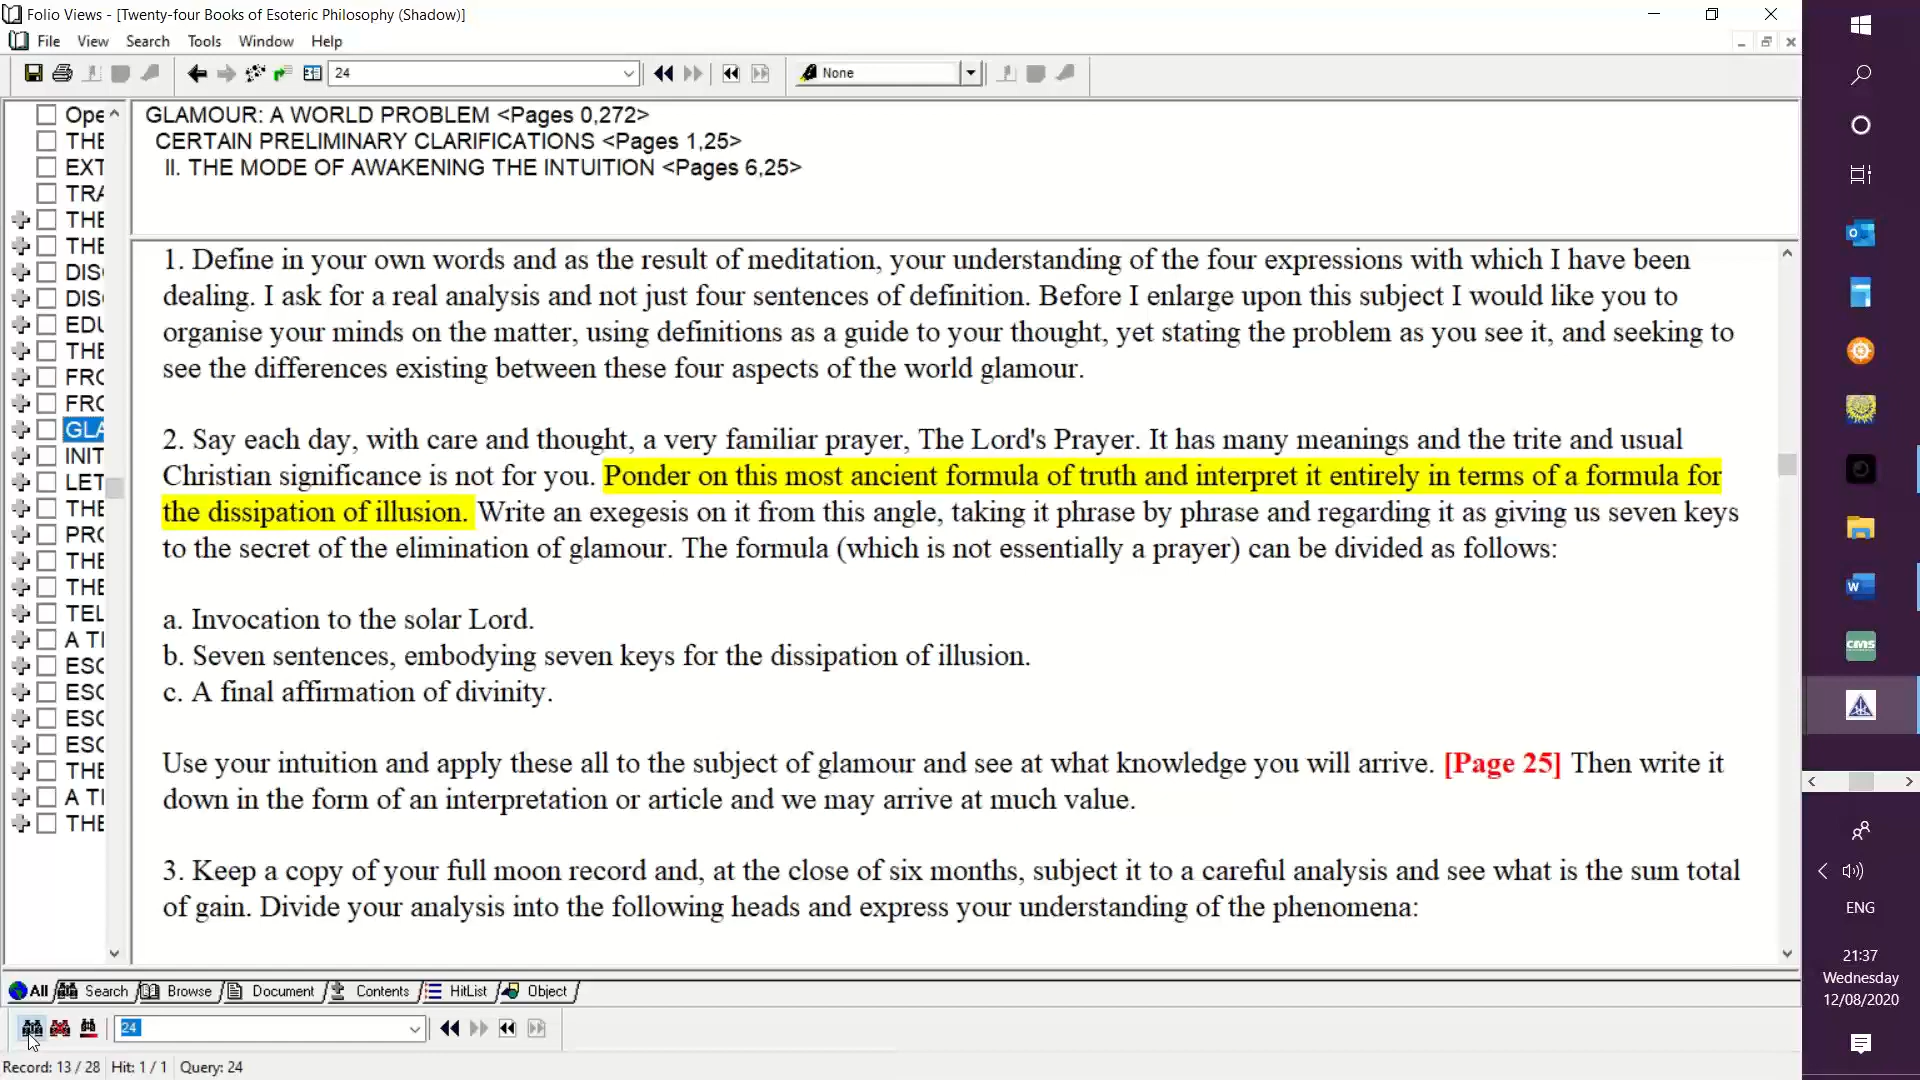 Folio Views - [Twenty-four Books of Esoteric Philosophy (Shadow)]
File View Search Tools Window Help
24
None
Ope
THE
EXT
TRA
THE
THE
DISC
DISC
EDU
THE
FRO
FRO
GLA
INIT
LET
THE
PRO
THE
THE
TEL
A TI
ESO
ESO
ESO
ESO
THE
A TI
THE
GLAMOUR: A WORLD PROBLEM <Pages 0,272>
CERTAIN PRELIMINARY CLARIFICATIONS <Pages 1,25>
II. THE MODE OF AWAKENING THE INTUITION <Pages 6,25>
1. Define in your own words and as the result of meditation, your understanding of the four expressions with which I have been
dealing. I ask for a real analysis and not just four sentences of definition. Before I enlarge upon this subject I would like you to
organise your minds on the matter, using definitions as a guide to your thought, yet stating the problem as you see it, and seeking to
see the differences existing between these four aspects of the world glamour.
2. Say each day, with care and thought, a very familiar prayer, The Lord's Prayer. It has many meanings and the trite and usual
Christian significance is not for you. Ponder on this most ancient formula of truth and interpret it entirely in terms of a formula for
the dissipation of illusion. Write an exegesis on it from this angle, taking it phrase by phrase and regarding it as giving us seven keys
to the secret of the elimination of glamour. The formula (which is not essentially a prayer) can be divided as follows:
a. Invocation to the solar Lord.
b. Seven sentences, embodying seven keys for the dissipation of illusion.
c. A final affirmation of divinity.
Use your intuition and apply these all to the subject of glamour and see at what knowledge you will arrive. [Page 25] Then write it
down in the form of an interpretation or article and we may arrive at much value.
3. Keep a copy of your full moon record and, at the close of six months, subject it to a careful analysis and see what is the sum total
of gain. Divide your analysis into the following heads and express your understanding of the phenomena:
All Search Browse Document Contents HitList Object
24
Record: 13 / 28 Hit: 1 / 1 Query: 24
CMS
ENG
21:37
Wednesday
12/08/2020